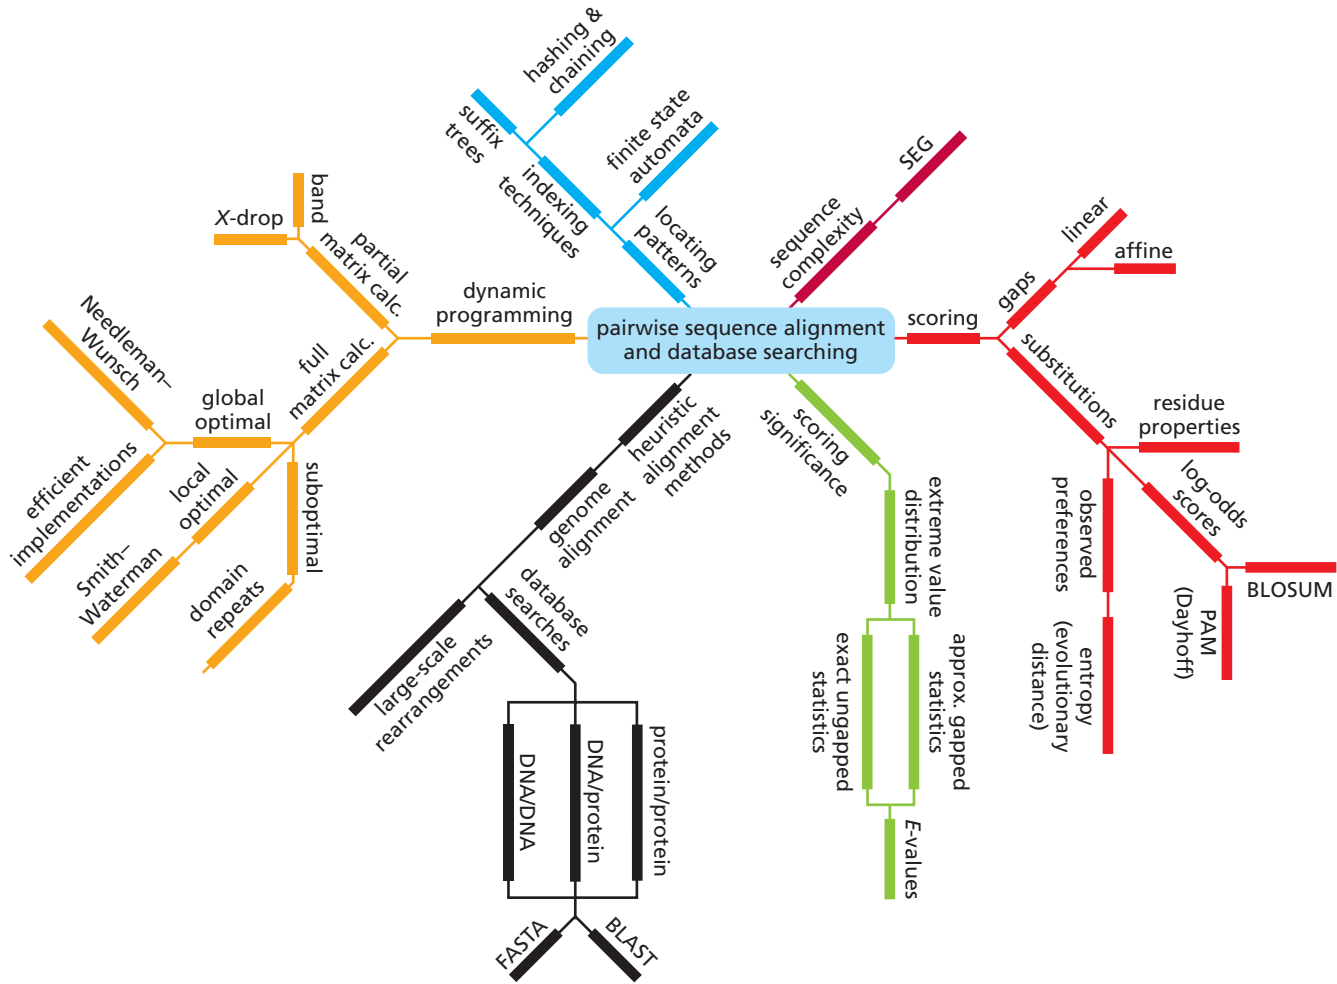 hashing &
chaining
suffix
trees
finite state
automata
indexing
techniques
locating
patterns
SEG
sequence
complexity
band
X-drop
partial
matrix calc.
dynamic
programming
pairwise sequence alignment
and database searching
scoring
linear
affine
gaps
substitutions
residue
properties
log-odds
scores
observed
preferences
BLOSUM
PAM
(Dayhoff)
entropy
(evolutionary
distance)
Needleman–
Wunsch
full
matrix calc.
global
optimal
efficient
implementations
local
optimal
suboptimal
Smith–
Waterman
domain
repeats
heuristic
alignment
methods
genome
alignment
database
searches
large-scale
rearrangements
DNA/DNA
DNA/protein
protein/protein
FASTA
BLAST
scoring
significance
extreme value
distribution
exact ungapped
statistics
approx. gapped
statistics
E-values